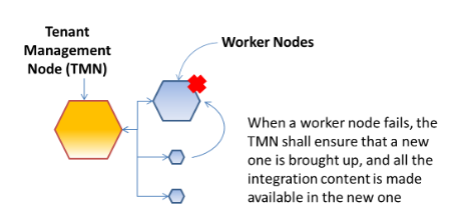 Tenant
Management
Node (TMN)
Worker Nodes
When a worker node fails, the
TMN shall ensure that a new
one is brought up, and all the
integration content is made
available in the new one